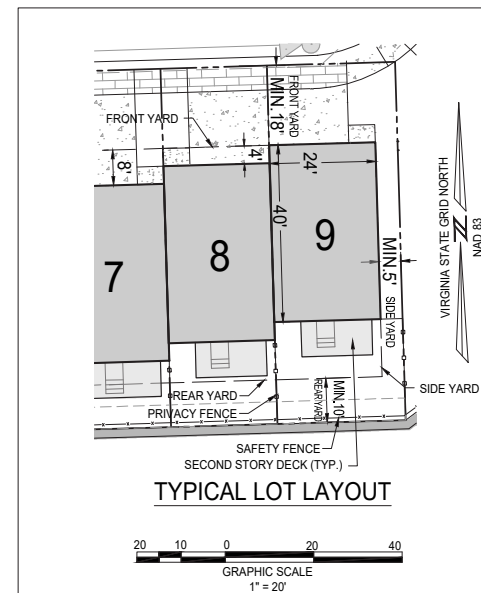 FRONT YARD
MIN. 18'
FRONT YARD
8'
4'
24'
40'
7
8
9
MIN. 5'
SIDE YARD
VIRGINIA STATE GRID NORTH
NAD 83
SIDE YARD
REAR YARD
MIN. 10'
REAR YARD
PRIVACY FENCE
SAFETY FENCE
SECOND STORY DECK (TYP.)
TYPICAL LOT LAYOUT
20 10 0 20 40
GRAPHIC SCALE
1" = 20'